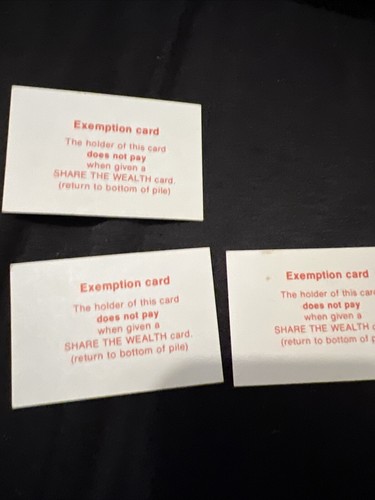 Exemption card
The holder of this card
does not pay
when given a
SHARE THE WEALTH card.
(return to bottom of pile)
Exemption card
The holder of this card
does not pay
when given a
SHARE THE WEALTH card.
(return to bottom of pile)
Exemption card
The holder of this
does not pay
when given a
SHARE THE WEALTH
(return to bottom of